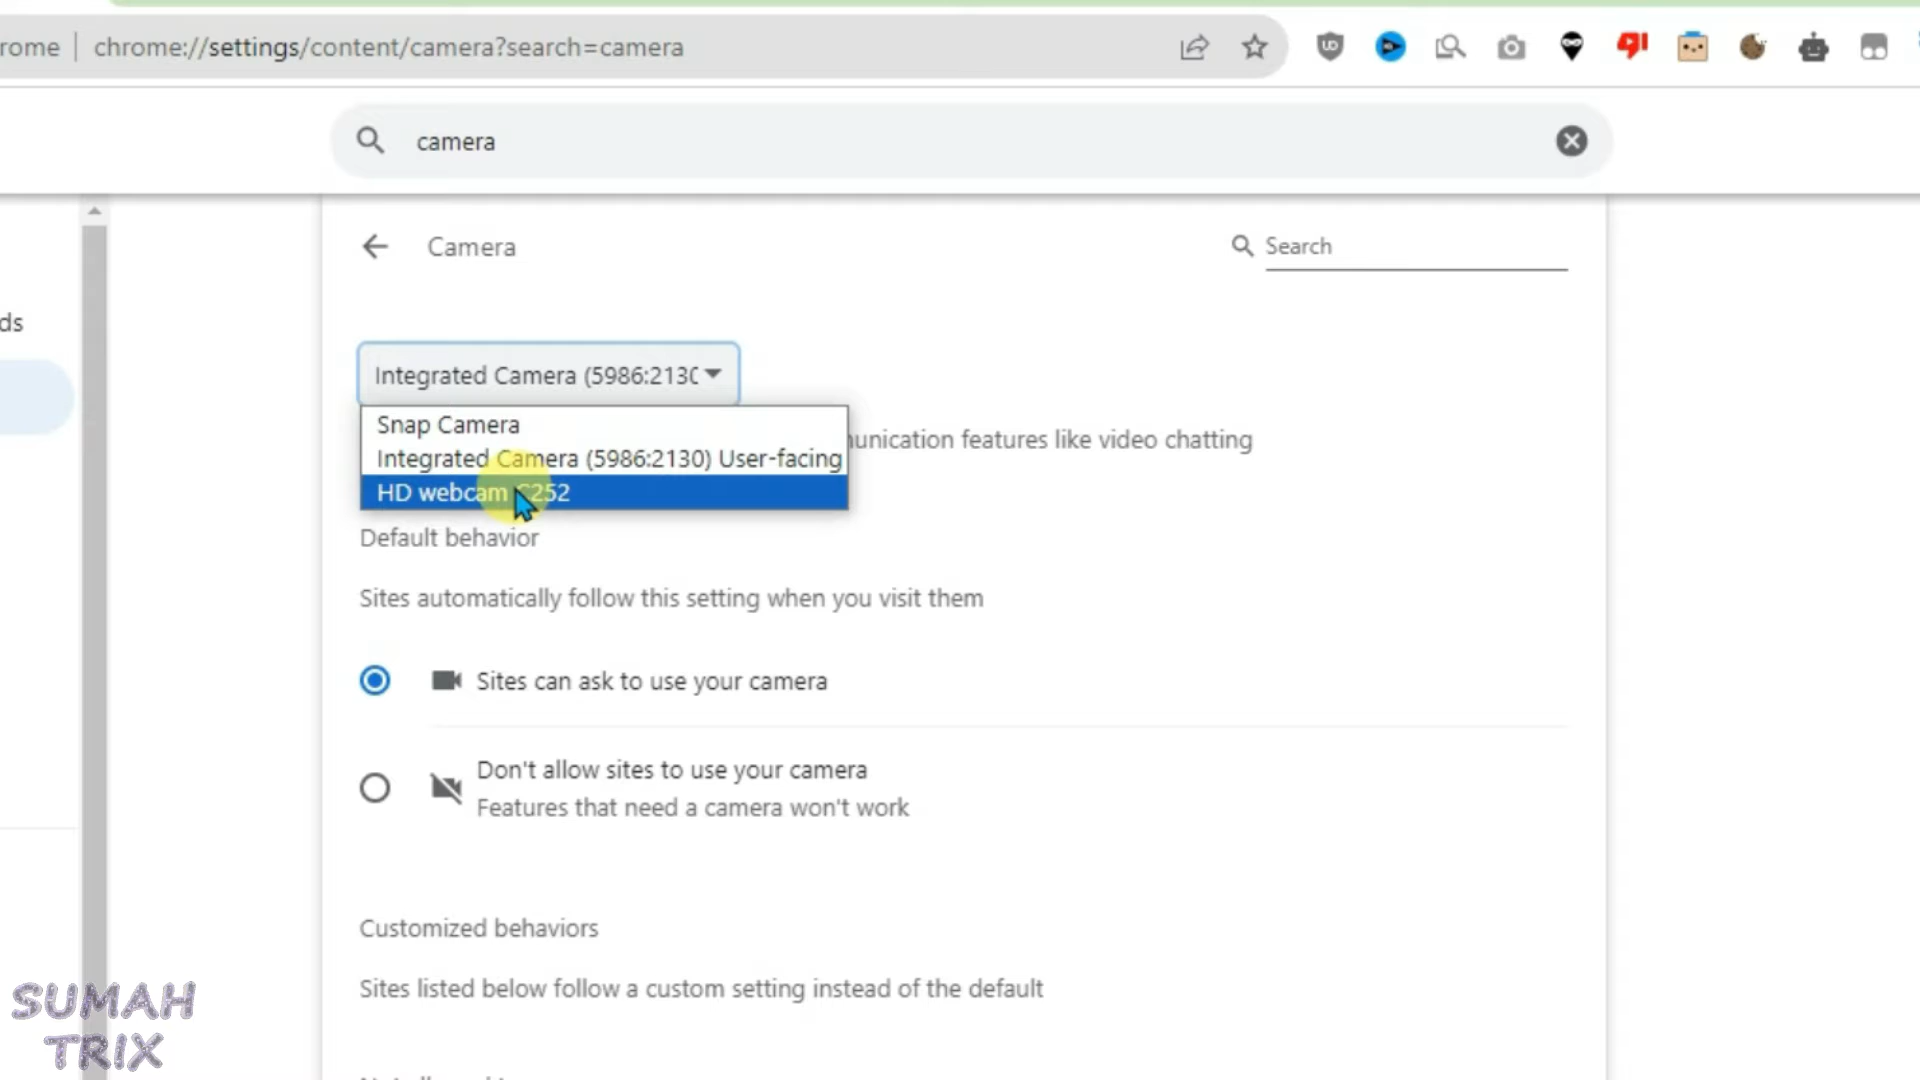 rome | chrome://settings/content/camera?search=camera
camera
Camera
Search
ds
Integrated Camera (5986:2130
Snap Camera
unication features like video chatting
Integrated Camera (5986:2130) User-facing
HD webcam C252
Default behavior
Sites automatically follow this setting when you visit them
Sites can ask to use your camera
Don't allow sites to use your camera
Features that need a camera won't work
Customized behaviors
Sites listed below follow a custom setting instead of the default
SUMAH
TRIX